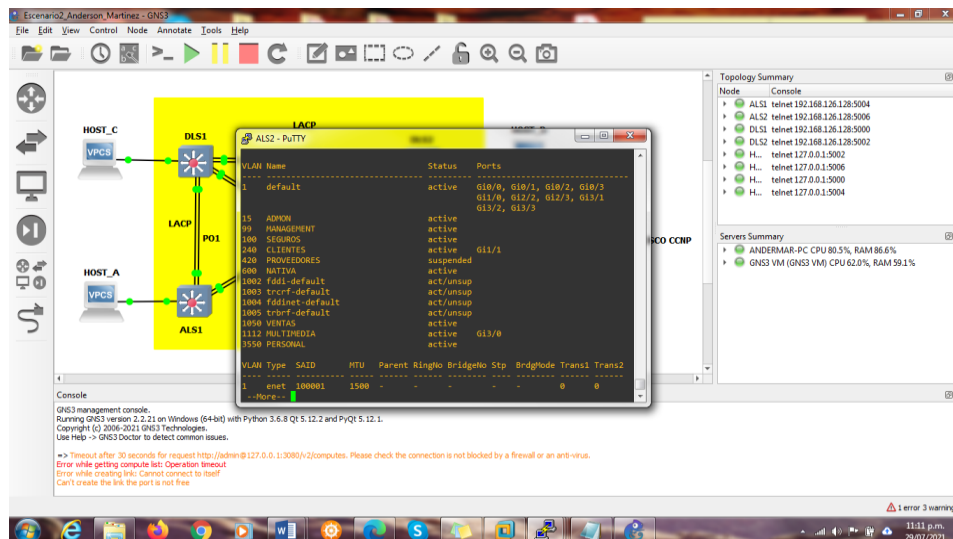 Escenario2_Anderson_Martinez - GNS3
File Edit View Control Node Annotate Tools Help
HOST_C
DLS1
LACP
VPCS
LACP
PO1
HOST_A
VPCS
ALS1
CO CCNP
ALS2 - PuTTY
VLAN Name Status Ports
---- -------------------------------- --------- -------------------------------
1 default active Gi0/0, Gi0/1, Gi0/2, Gi0/3
Gi1/0, Gi2/2, Gi2/3, Gi3/1
Gi3/2, Gi3/3
15 ADMON active
99 MANAGEMENT active
100 SEGUROS active
240 CLIENTES active Gi1/1
420 PROVEEDORES suspended
600 NATIVA active
1002 fddi-default act/unsup
1003 trcrf-default act/unsup
1004 fddinet-default act/unsup
1005 trbrf-default act/unsup
1050 VENTAS active
1112 MULTIMEDIA active Gi3/0
3550 PERSONAL active
VLAN Type SAID MTU Parent RingNo BridgeNo Stp BrdgMode Trans1 Trans2
---- ----- ---------- ----- ------ ------ -------- ---- -------- ------ ------
1 enet 100001 1500 - - - - - 0 0
--More--
Topology Summary
Node Console
ALS1 telnet 192.168.126.128:5004
ALS2 telnet 192.168.126.128:5006
DLS1 telnet 192.168.126.128:5000
DLS2 telnet 192.168.126.128:5002
H... telnet 127.0.0.1:5002
H... telnet 127.0.0.1:5006
H... telnet 127.0.0.1:5000
H... telnet 127.0.0.1:5004
Servers Summary
ANDERMAR-PC CPU 80.5%, RAM 86.6%
GNS3 VM (GNS3 VM) CPU 62.0%, RAM 59.1%
Console
GNS3 management console.
Running GNS3 version 2.2.21 on Windows (64-bit) with Python 3.6.8 Qt 5.12.2 and PyQt 5.12.1.
Copyright (c) 2006-2021 GNS3 Technologies.
Use Help -> GNS3 Doctor to detect common issues.
=> Timeout after 30 seconds for request http://admin@127.0.0.1:3080/v2/computes. Please check the connection is not blocked by a firewall or an anti-virus.
Error while getting compute list: Operation timeout
Error while creating link: Cannot connect to itself
Can't create the link the port is not free
1 error 3 warning
11:11 p.m.
29/07/2021